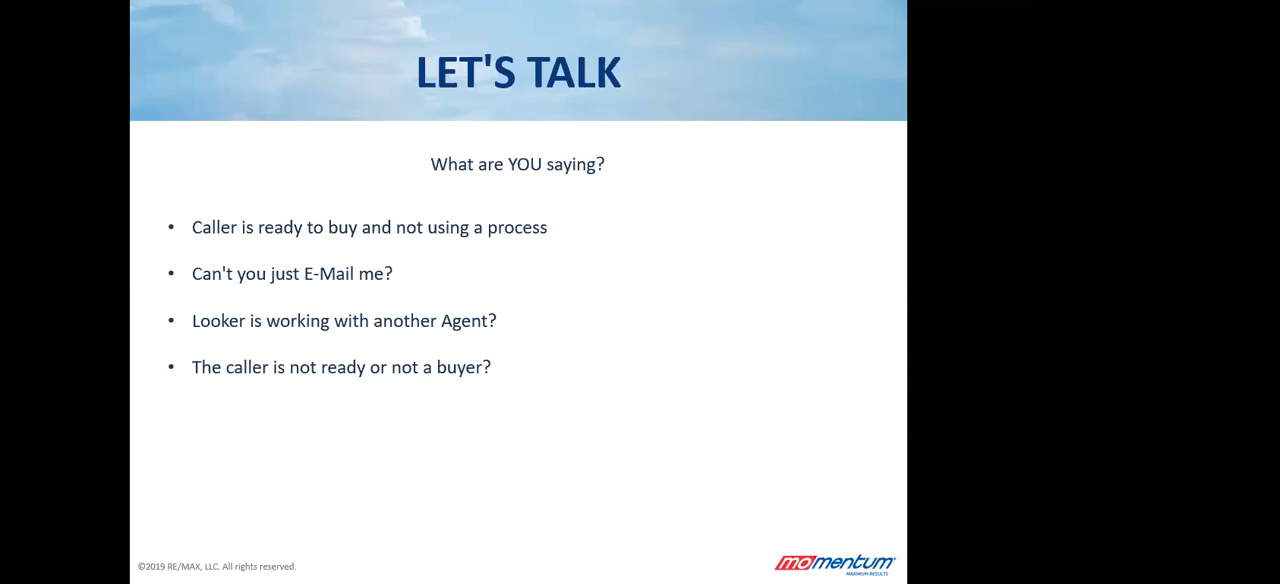 LET'S TALK
What are YOU saying?
• Caller is ready to buy and not using a process
• Can't you just E-Mail me?
• Looker is working with another Agent?
• The caller is not ready or not a buyer?
©2019 RE/MAX, LLC. All rights reserved.
momentum
MAXIMUM RESULTS